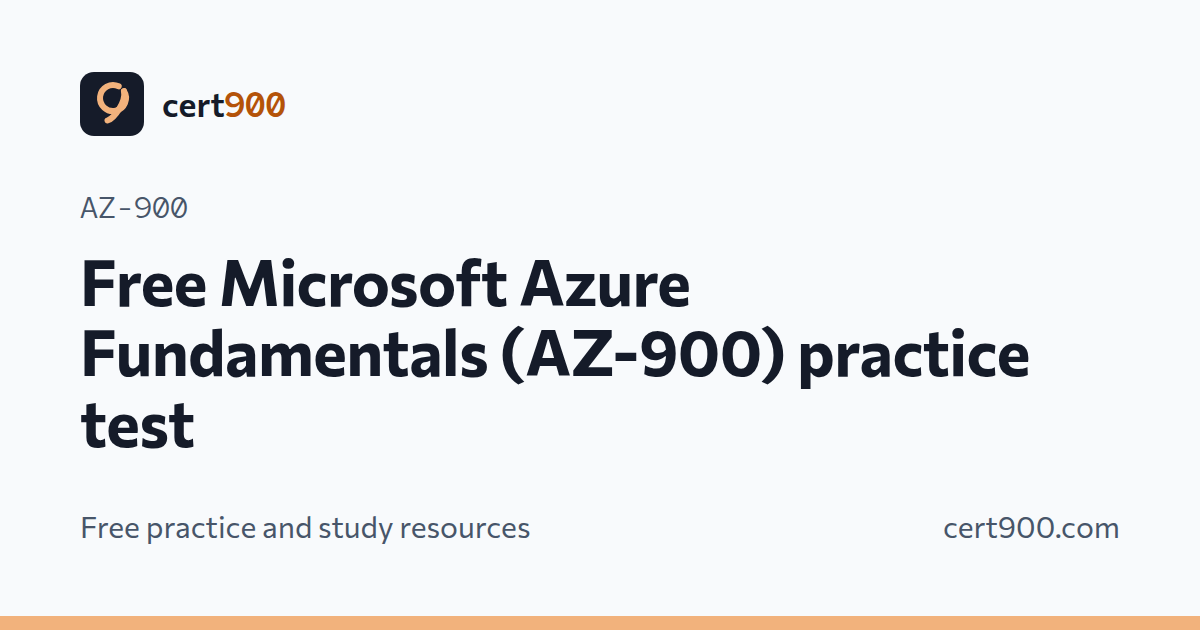 cert900
AZ-900
Free Microsoft Azure
Fundamentals (AZ-900) practice
test
Free practice and study resources
cert900.com